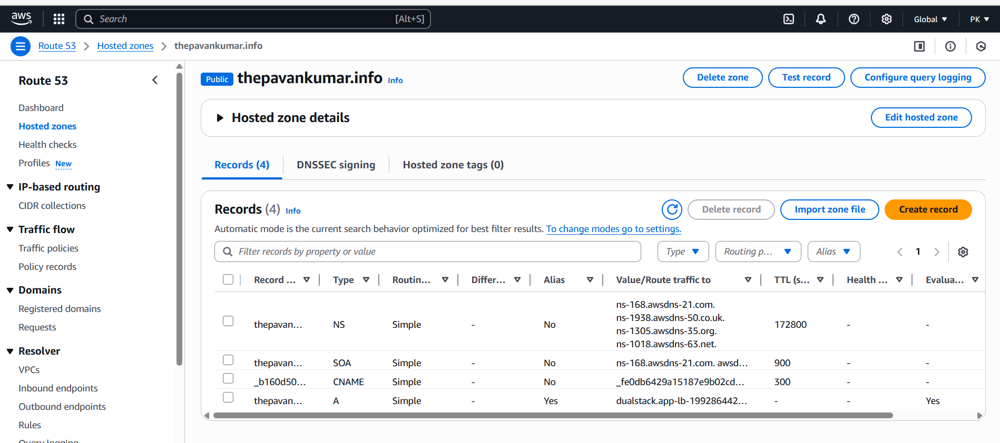 aws
Search
[Alt+S]
Global
PK
Route 53
Hosted zones
thepavankumar.info
Route 53
Dashboard
Hosted zones
Health checks
Profiles New
IP-based routing
CIDR collections
Traffic flow
Traffic policies
Policy records
Domains
Registered domains
Requests
Resolver
VPCs
Inbound endpoints
Outbound endpoints
Rules
Query logging
Public thepavankumar.info Info
Delete zone
Test record
Configure query logging
Hosted zone details
Edit hosted zone
Records (4)
DNSSEC signing
Hosted zone tags (0)
Records (4) Info
Delete record
Import zone file
Create record
Automatic mode is the current search behavior optimized for best filter results. To change modes go to settings.
Filter records by property or value
Type
Routing p...
Alias
1
Record ... Type Routin... Differ... Alias Value/Route traffic to TTL (s... Health ... Evalua...
ns-168.awsdns-21.com.
ns-1938.awsdns-50.co.uk.
thepavan... NS Simple - No 172800 - -
ns-1305.awsdns-35.org.
ns-1018.awsdns-63.net.
thepavan... SOA Simple - No ns-168.awsdns-21.com. awsd... 900 - -
_b160d50... CNAME Simple - No _fe0db6429a15187e9b02cd... 300 - -
thepavan... A Simple - Yes dualstack.app-lb-199286442... - - Yes